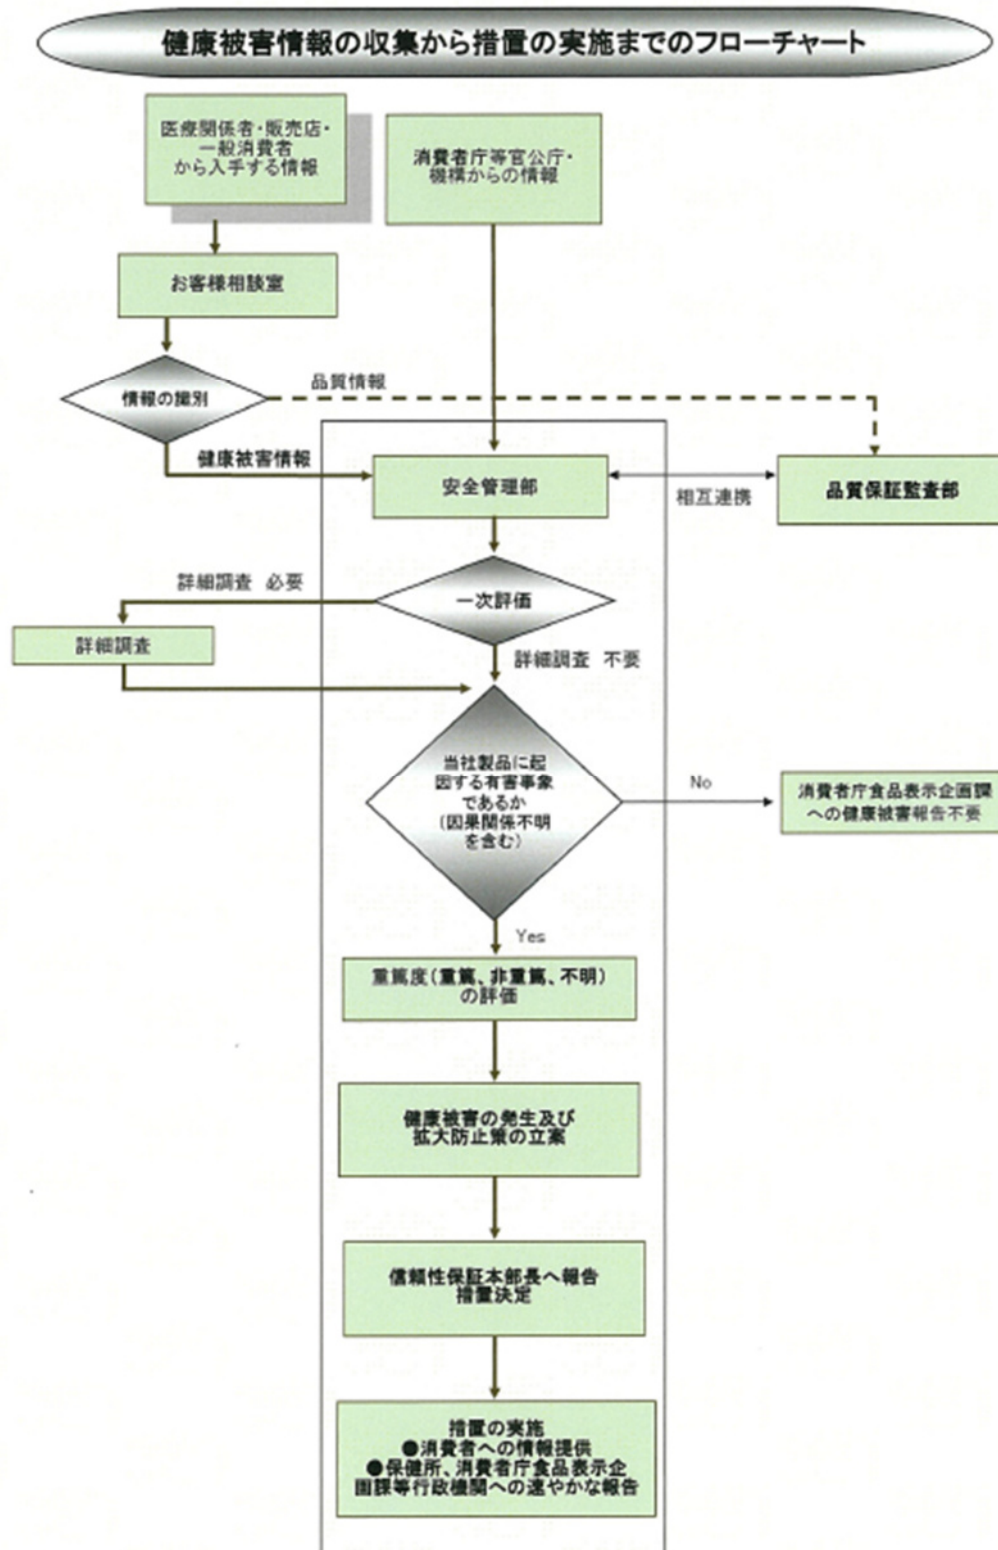 健康被害情報の収集から措置の実施までのフローチャート
医療関係者・販売店・
一般消費者
から入手する情報
消費者庁等官公庁・
機構からの情報
お客様相談室
情報の識別
品質情報
健康被害情報
安全管理部
相互連携
品質保証監査部
詳細調査 必要
一次評価
詳細調査
詳細調査 不要
当社製品に起
因する有害事象
であるか
(因果関係不明
を含む)
No
消費者庁食品表示企画課
への健康被害報告不要
Yes
重篤度(重篤、非重篤、不明)
の評価
健康被害の発生及び
拡大防止策の立案
信頼性保証本部長へ報告
措置決定
措置の実施
●消費者への情報提供
●保健所、消費者庁食品表示企
画課等行政機関への速やかな報告